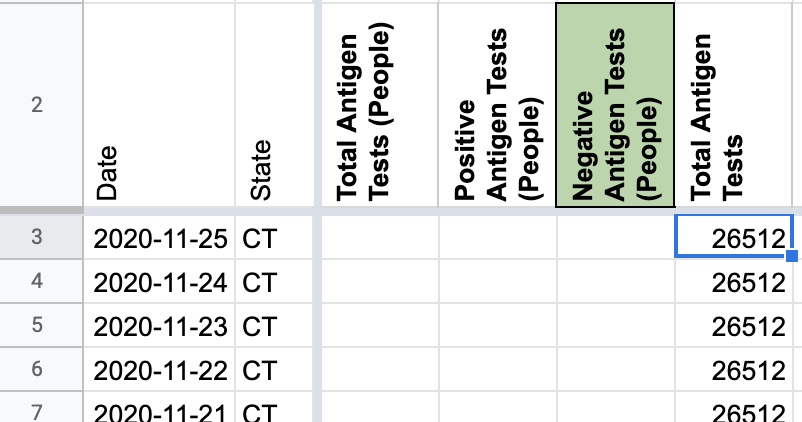 2
Date
State
Total Antigen
Tests (People)
Positive
Antigen Tests
(People)
Negative
Antigen Tests
(People)
Total Antigen
Tests
3 2020-11-25 CT 26512
4 2020-11-24 CT 26512
5 2020-11-23 CT 26512
6 2020-11-22 CT 26512
7 2020-11-21 CT 26512